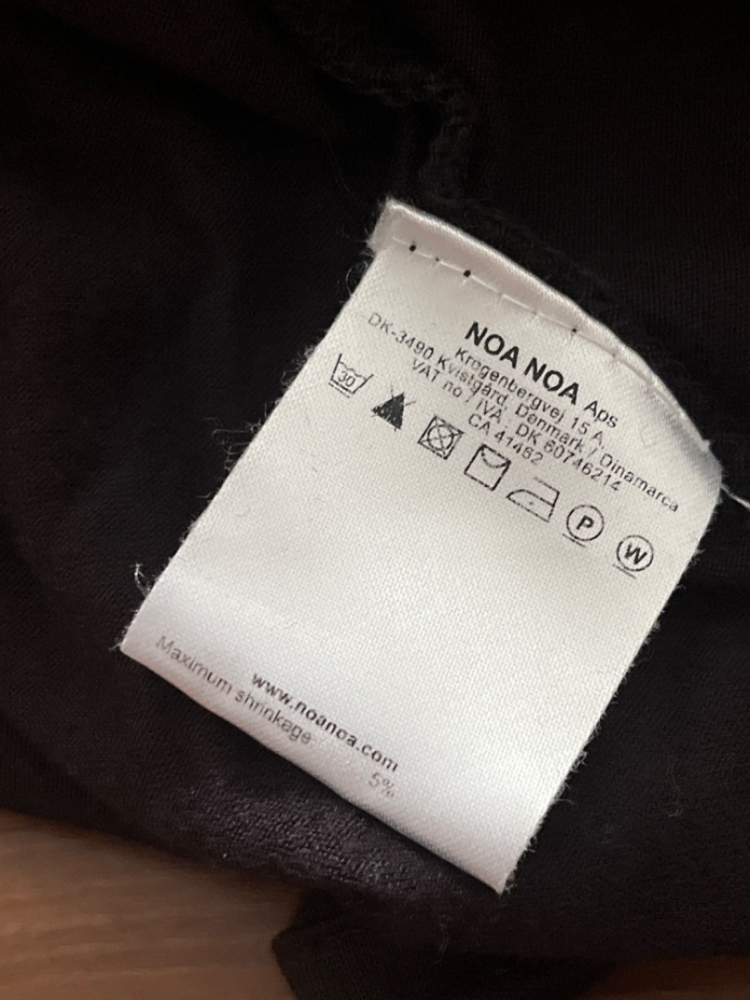 NOA NOA Aps
Krogenbergvej 15 A,
DK-3490 Kvistgård, Denmark / Dinamarca
VAT no / IVA: DK 60746214
CA 41462
30
P
W
www.noanoa.com
Maximum shrinkage 5%